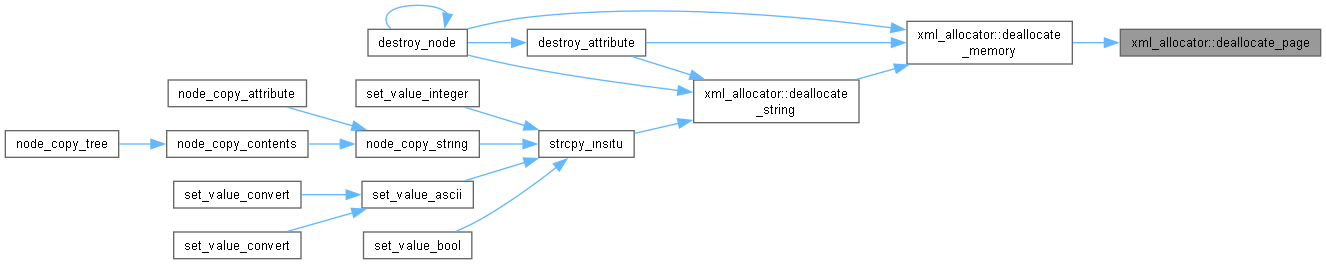 destroy_node
destroy_attribute
xml_allocator::deallocate
_memory
xml_allocator::deallocate_page
node_copy_attribute
set_value_integer
xml_allocator::deallocate
_string
node_copy_tree
node_copy_contents
node_copy_string
strcpy_insitu
set_value_convert
set_value_ascii
set_value_convert
set_value_bool